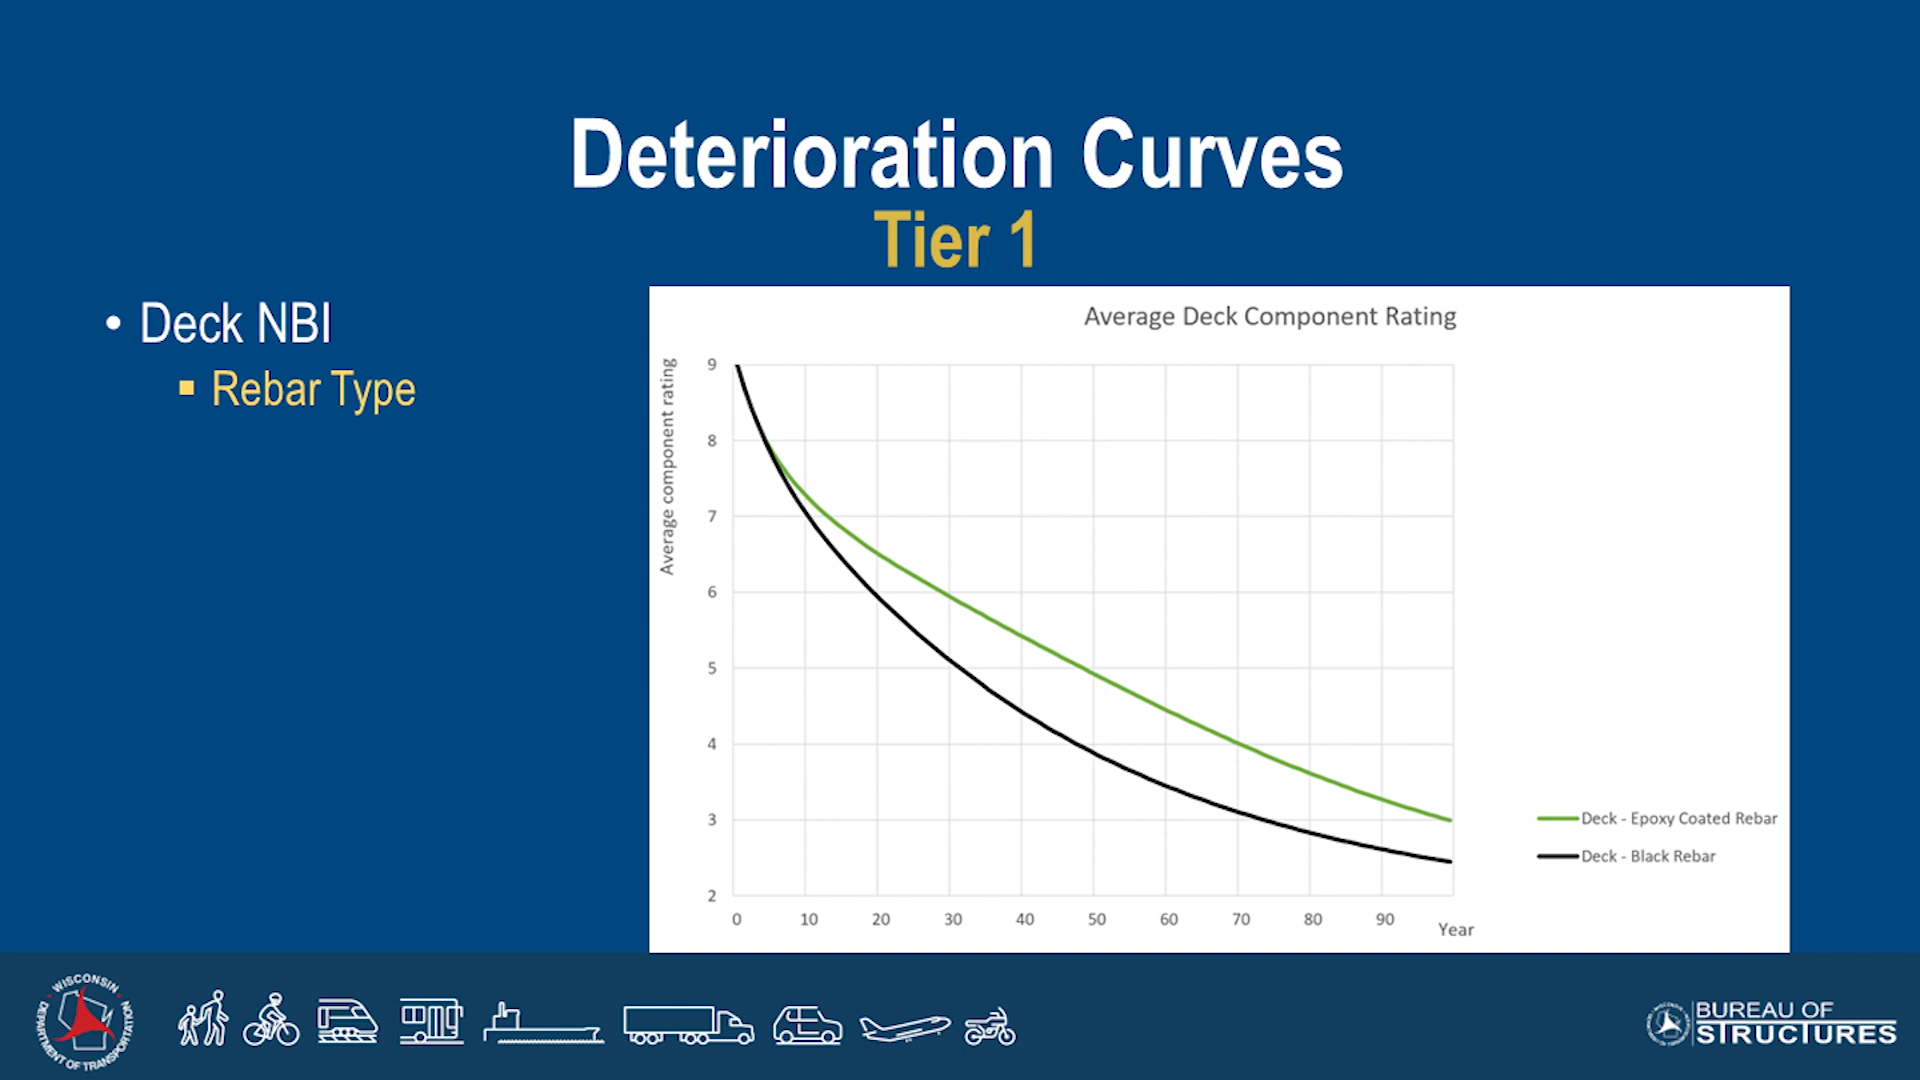 Deterioration Curves
Tier 1
• Deck NBI
▪ Rebar Type
Average Deck Component Rating
Average component rating
9
8
7
6
5
4
3
2
0 10 20 30 40 50 60 70 80 90
Year
Deck - Epoxy Coated Rebar
Deck - Black Rebar
WISCONSIN
DEPARTMENT OF TRANSPORTATION
BUREAU OF
STRUCTURES